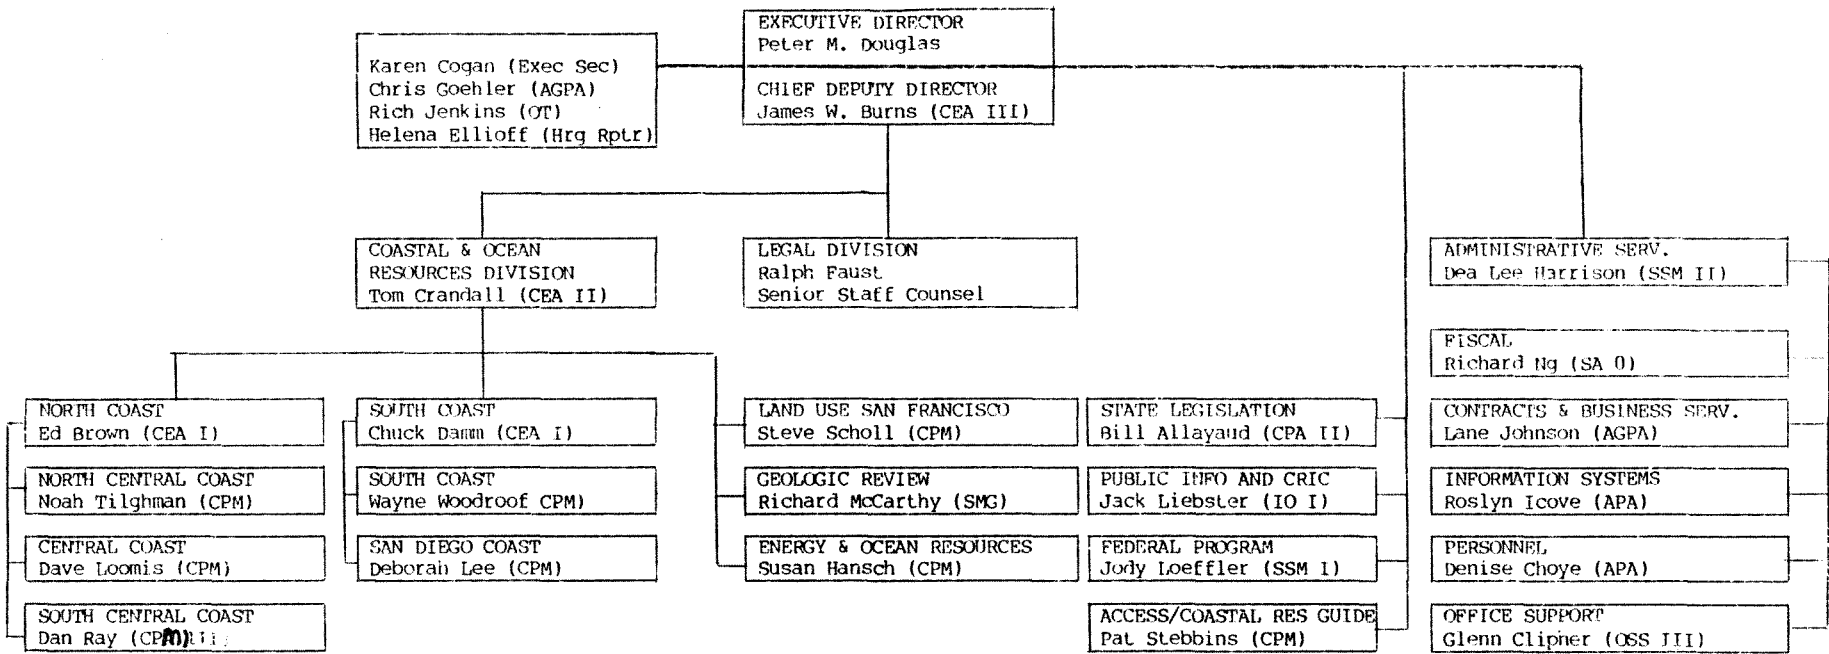 EXECUTIVE DIRECTOR
Peter M. Douglas
CHIEF DEPUTY DIRECTOR
James W. Burns (CEA III)
Karen Cogan (Exec Sec)
Chris Goehler (AGPA)
Rich Jenkins (OT)
Helena Ellioff (Hrg Rptr)
COASTAL & OCEAN
RESOURCES DIVISION
Tom Crandall (CEA II)
LEGAL DIVISION
Ralph Faust
Senior Staff Counsel
NORTH COAST
Ed Brown (CEA I)
NORTH CENTRAL COAST
Noah Tilghman (CPM)
CENTRAL COAST
Dave Loomis (CPM)
SOUTH CENTRAL COAST
Dan Ray
SOUTH COAST
Chuck Damm (CEA I)
SOUTH COAST
Wayne Woodroof CPM)
SAN DIEGO COAST
Deborah Lee (CPM)
LAND USE SAN FRANCISCO
Steve Scholl (CPM)
GEOLOGIC REVIEW
Richard McCarthy (SMG)
ENERGY & OCEAN RESOURCES
Susan Hansch (CPM)
STATE LEGISLATION
Bill Allayaud (CPA II)
PUBLIC INFO AND CRIC
Jack Liebster (IO I)
FEDERAL PROGRAM
Jody Loeffler (SSM I)
ACCESS/COASTAL RES GUIDE
Pat Stebbins (CPM)
ADMINISTRATIVE SERV.
Dea Lee Harrison (SSM II)
FISCAL
Richard Ng (SA
CONTRACTS & BUSINESS SERV.
Lane Johnson (AGPA)
INFORMATION SYSTEMS
Roslyn Icove (APA)
PERSONNEL
Denise Choye (APA)
OFFICE SUPPORT
Glenn Clipner (OSS III)